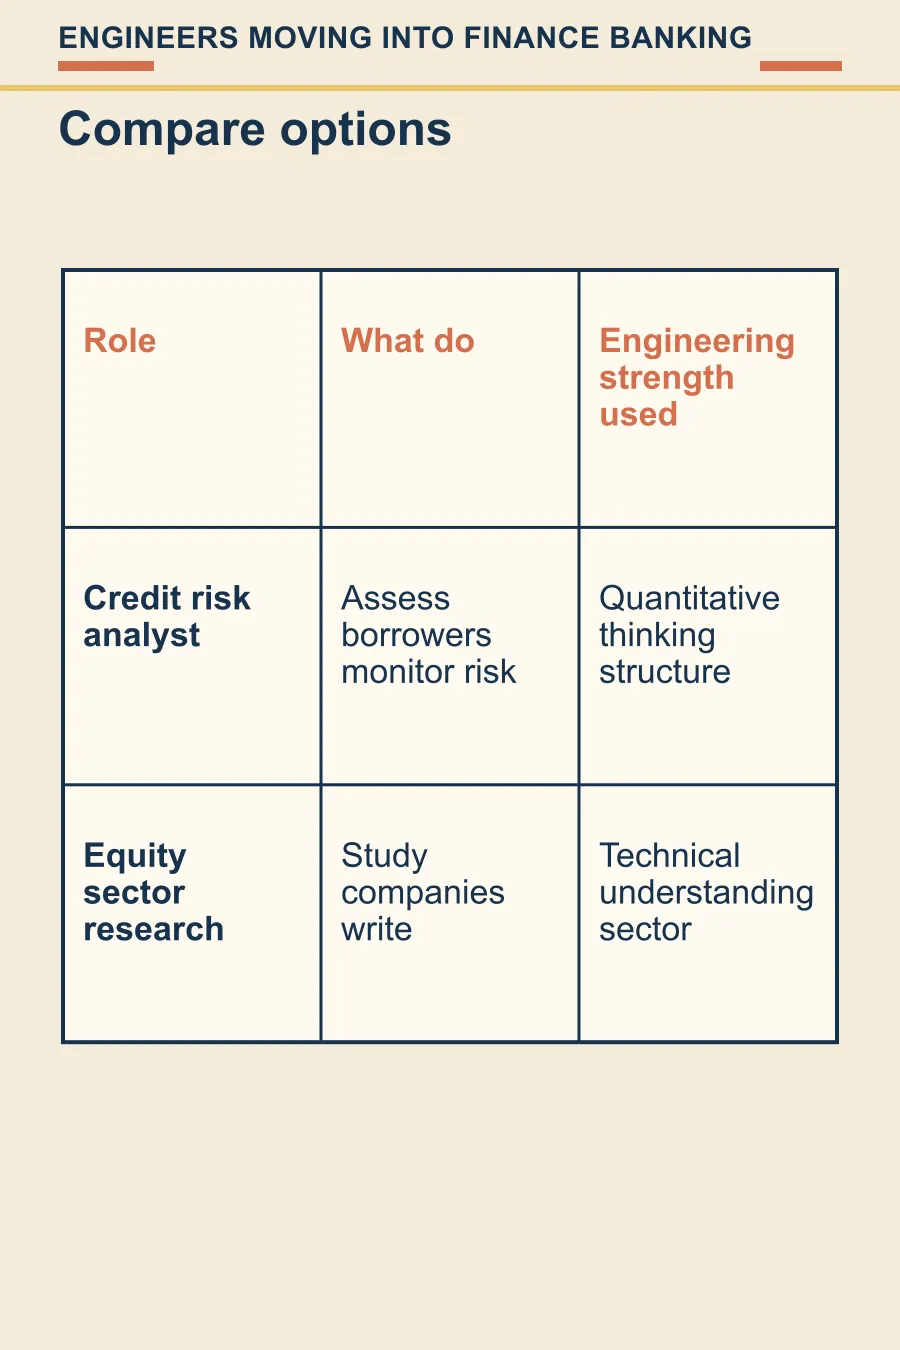 ENGINEERS MOVING INTO FINANCE BANKING
Compare options
Role
What do
Engineering
strength
used
Credit risk
analyst
Assess
borrowers
monitor risk
Quantitative
thinking
structure
Equity
sector
research
Study
companies
write
Technical
understanding
sector